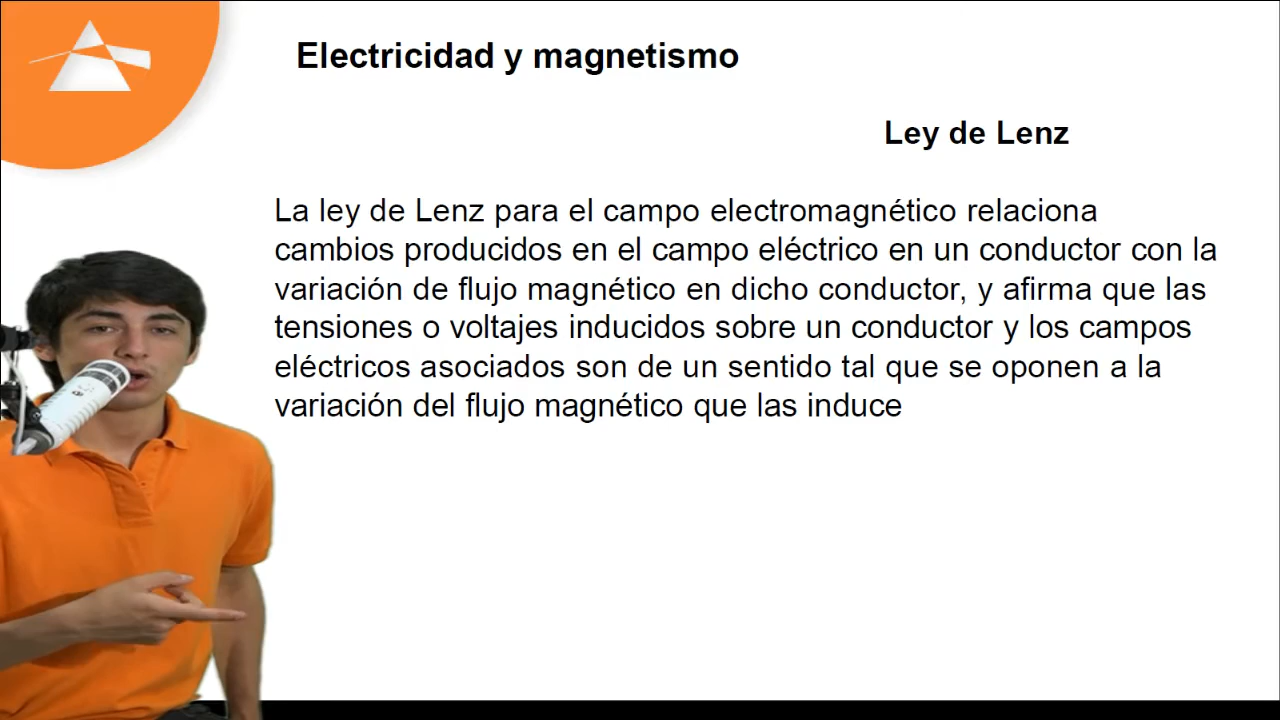 Electricidad y magnetismo
Ley de Lenz
La ley de Lenz para el campo electromagnético relaciona
cambios producidos en el campo eléctrico en un conductor con la
variación de flujo magnético en dicho conductor, y afirma que las
tensiones o voltajes inducidos sobre un conductor y los campos
eléctricos asociados son de un sentido tal que se oponen a la
variación del flujo magnético que las induce